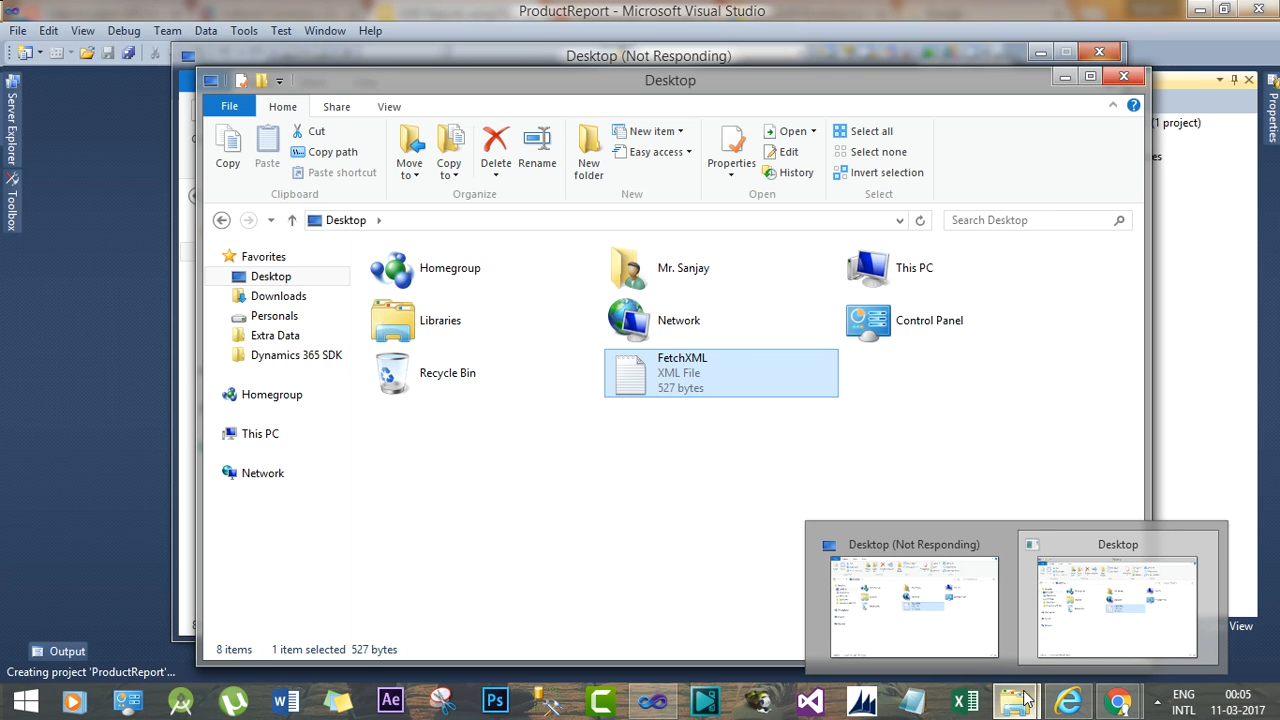 ProductReport - Microsoft Visual Studio
File Edit View Debug Team Data Tools Test Window Help
Desktop (Not Responding)
Desktop
File Home Share View
Copy
Paste
Cut
Copy path
Paste shortcut
Clipboard
Move to
Copy to
Delete
Rename
Organize
New folder
New item
Easy access
New
Properties
Open
Edit
History
Open
Select all
Select none
Invert selection
Select
Desktop
Search Desktop
Favorites
Desktop
Downloads
Personals
Extra Data
Dynamics 365 SDK
Homegroup
This PC
Network
Homegroup
Mr. Sanjay
This PC
Libraries
Network
Control Panel
Recycle Bin
FetchXML
XML File
527 bytes
8 items 1 item selected 527 bytes
Server Explorer
Toolbox
Properties
(1 project)
View
Desktop (Not Responding)
Desktop
Output
Creating project 'ProductReport'...
Ae
Ps
ENG
INTL
00:05
11-03-2017